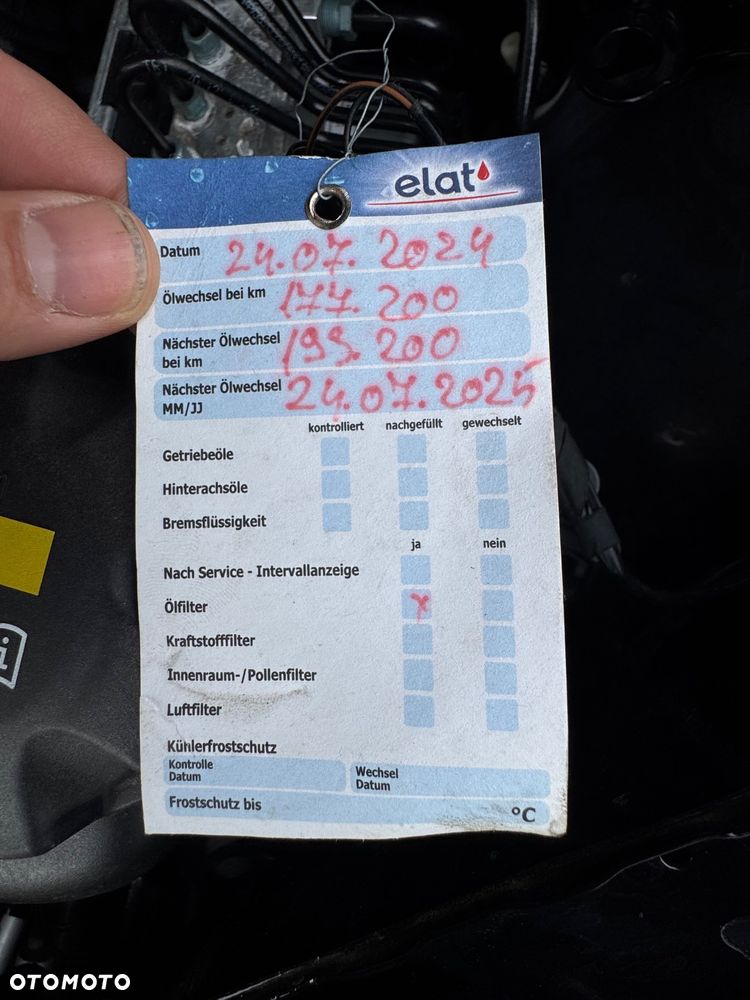 elat
Datum 24.07.2024
Ölwechsel bei km 177.200
Nächster Ölwechsel
bei km 195.200
Nächster Ölwechsel
MM/JJ 24.07.2025
kontrolliert nachgefüllt gewechselt
Getriebeöle
Hinterachsöle
Bremsflüssigkeit
ja nein
Nach Service - Intervallanzeige
Ölfilter x
Kraftstofffilter
Innenraum-/Pollenfilter
Luftfilter
Kühlerfrostschutz
Kontrolle
Datum
Wechsel
Datum
Frostschutz bis °C
i
OTOMOTO